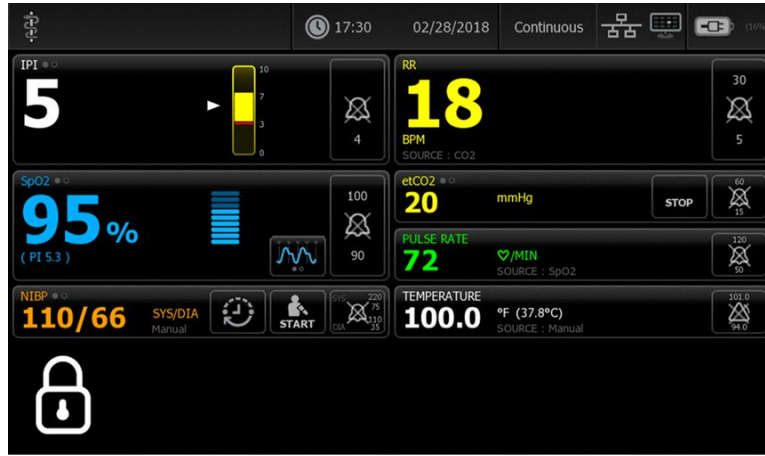 17:30 02/28/2018 Continuous (16%
IPI
5
10
7
3
0
4
RR
18
BPM
SOURCE : CO2
30
5
SpO2
95%
( PI 5.3 )
100
90
etCO2
20 mmHg
STOP
60
15
PULSE RATE
72 /MIN
SOURCE : SpO2
120
50
NIBP
110/66 SYS/DIA
Manual
START
SYS 220
75
DIA 110
35
TEMPERATURE
100.0 °F (37.8°C)
SOURCE : Manual
101.0
94.0